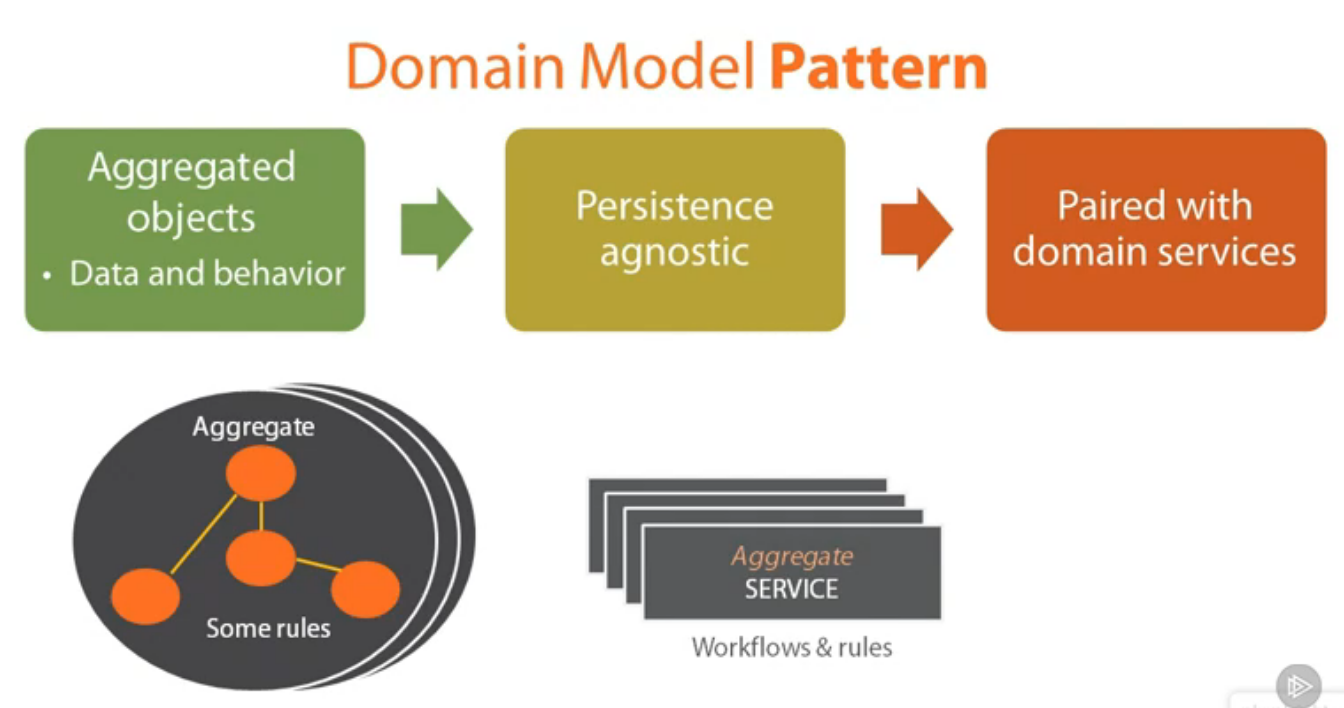 Domain Model Pattern
Aggregated
objects
• Data and behavior
Persistence
agnostic
Paired with
domain services
Aggregate
Some rules
Aggregate
SERVICE
Workflows & rules